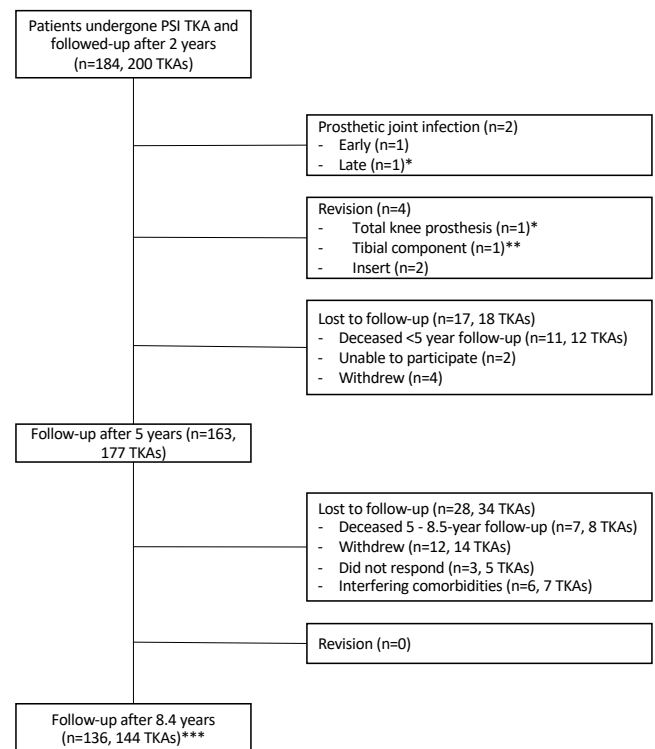 Patients undergone PSI TKA and
followed-up after 2 years
(n=184, 200 TKAs)
Prosthetic joint infection (n=2)
- Early (n=1)
- Late (n=1)*
Revision (n=4)
- Total knee prosthesis (n=1)*
- Tibial component (n=1)**
- Insert (n=2)
Lost to follow-up (n=17, 18 TKAs)
- Deceased <5 year follow-up (n=11, 12 TKAs)
- Unable to participate (n=2)
- Withdrew (n=4)
Follow-up after 5 years (n=163,
177 TKAs)
Lost to follow-up (n=28, 34 TKAs)
- Deceased 5 - 8.5-year follow-up (n=7, 8 TKAs)
- Withdrew (n=12, 14 TKAs)
- Did not respond (n=3, 5 TKAs)
- Interfering comorbidities (n=6, 7 TKAs)
Revision (n=0)
Follow-up after 8.4 years
(n=136, 144 TKAs)***